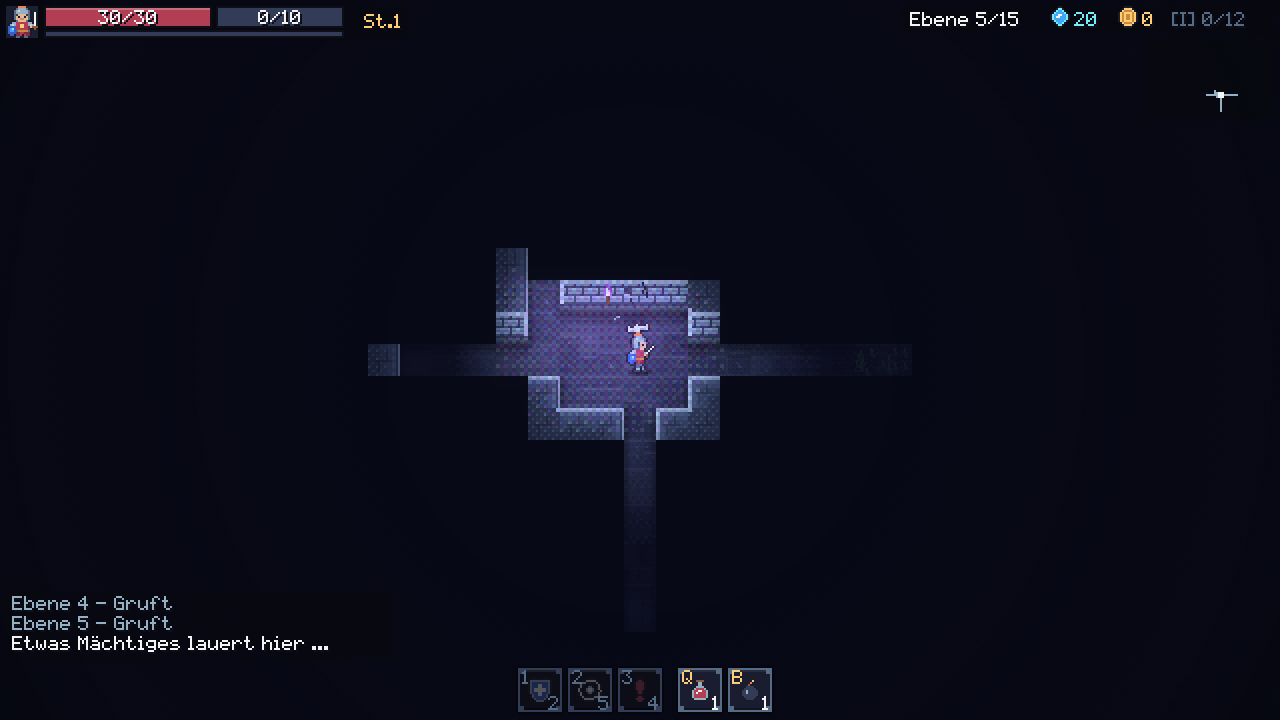 30/30
0/10
St.1
Ebene 5/15
20
0
[I] 0/12
Ebene 4 - Gruft
Ebene 5 - Gruft
Etwas Mächtiges lauert hier ...
1 2
2 5
3 4
Q 1
B 1